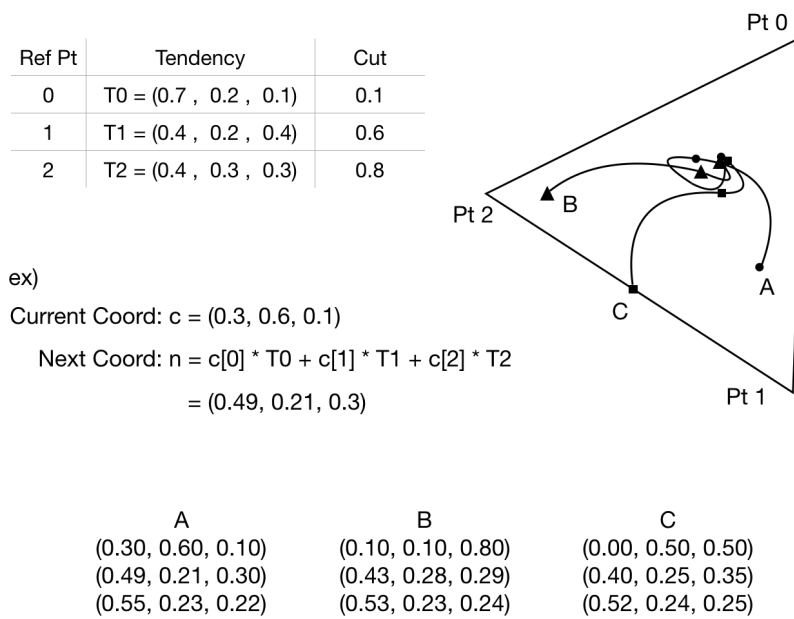 Ref Pt Tendency Cut
0 T0 = (0.7 , 0.2 , 0.1) 0.1
1 T1 = (0.4 , 0.2 , 0.4) 0.6
2 T2 = (0.4 , 0.3 , 0.3) 0.8
Pt 0
Pt 2
B
A
C
Pt 1
ex)
Current Coord: c = (0.3, 0.6, 0.1)
Next Coord: n = c[0] * T0 + c[1] * T1 + c[2] * T2
= (0.49, 0.21, 0.3)
A B C
(0.30, 0.60, 0.10) (0.10, 0.10, 0.80) (0.00, 0.50, 0.50)
(0.49, 0.21, 0.30) (0.43, 0.28, 0.29) (0.40, 0.25, 0.35)
(0.55, 0.23, 0.22) (0.53, 0.23, 0.24) (0.52, 0.24, 0.25)